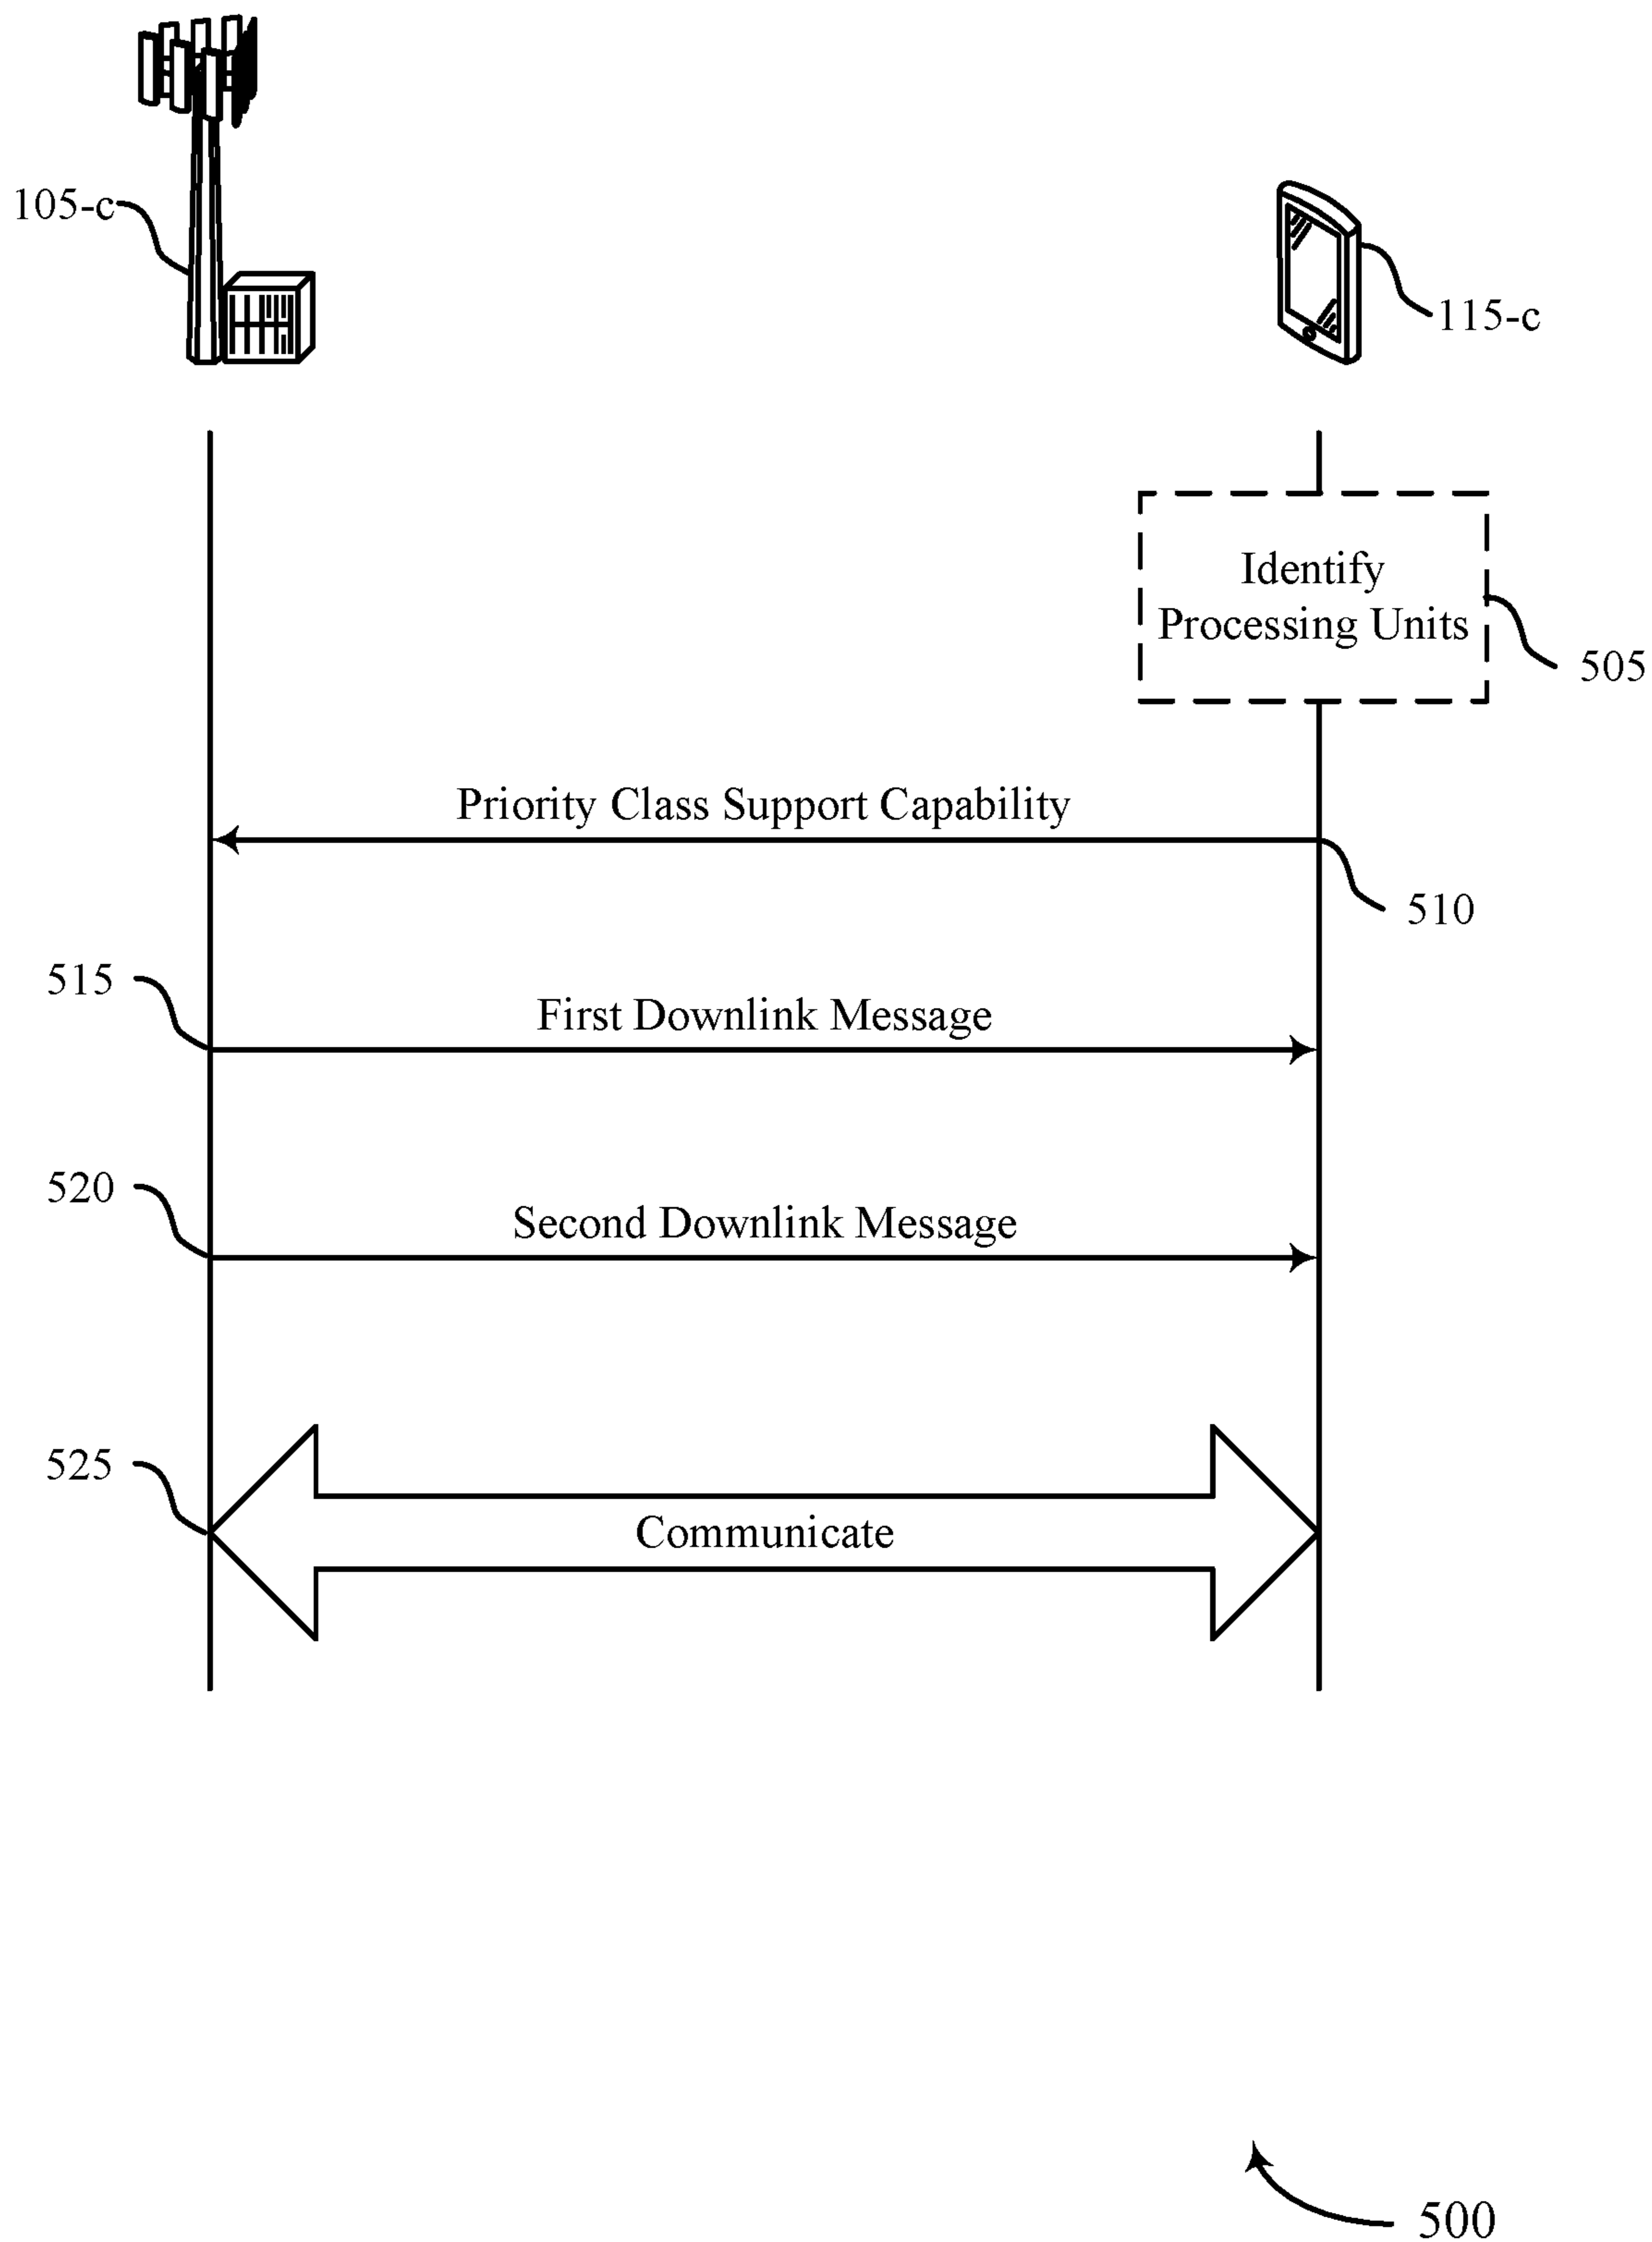 105-c
115-c
Identify
Processing Units
505
Priority Class Support Capability
510
515
First Downlink Message
520
Second Downlink Message
525
Communicate
500